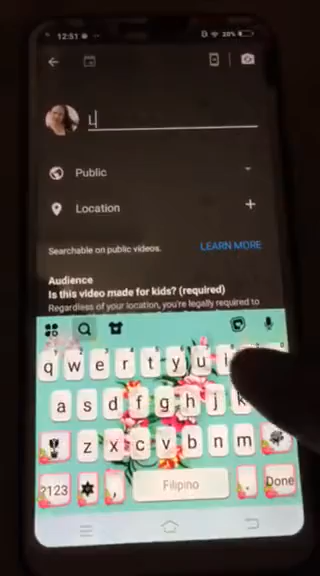 12:51 20%
L
Public
Location +
Searchable on public videos. LEARN MORE
Audience
Is this video made for kids? (required)
Regardless of your location, you're legally required to
q w e r t y u i
a s d f g h j k
z x c v b n m
?123 , Filipino . Done